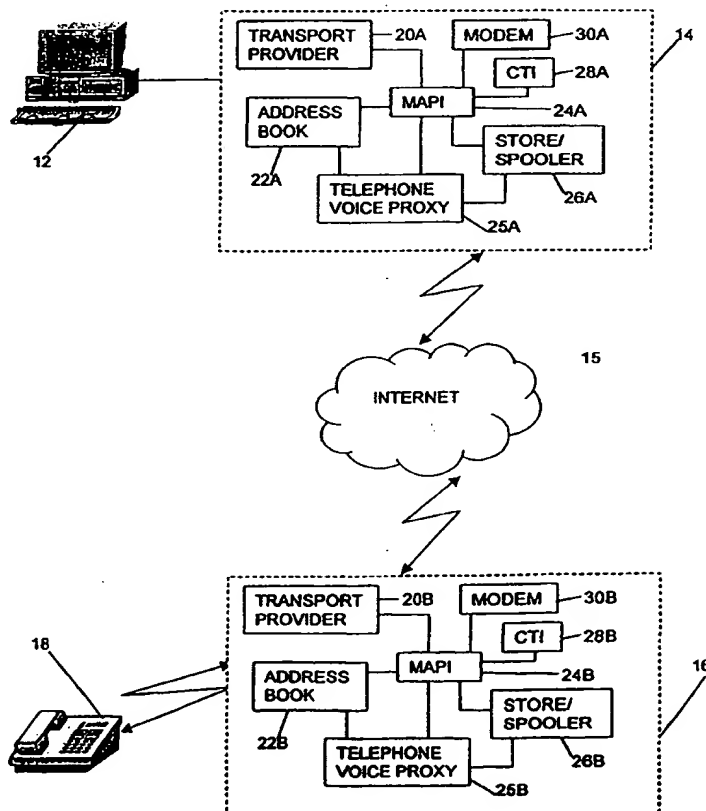 TRANSPORT
PROVIDER
20A
MODEM
30A
14
CTI
28A
MAPI
24A
12
ADDRESS
BOOK
22A
STORE/
SPOOLER
26A
TELEPHONE
VOICE PROXY
25A
15
INTERNET
TRANSPORT
PROVIDER
20B
MODEM
30B
CTI
28B
18
MAPI
24B
16
ADDRESS
BOOK
22B
STORE/
SPOOLER
26B
TELEPHONE
VOICE PROXY
25B